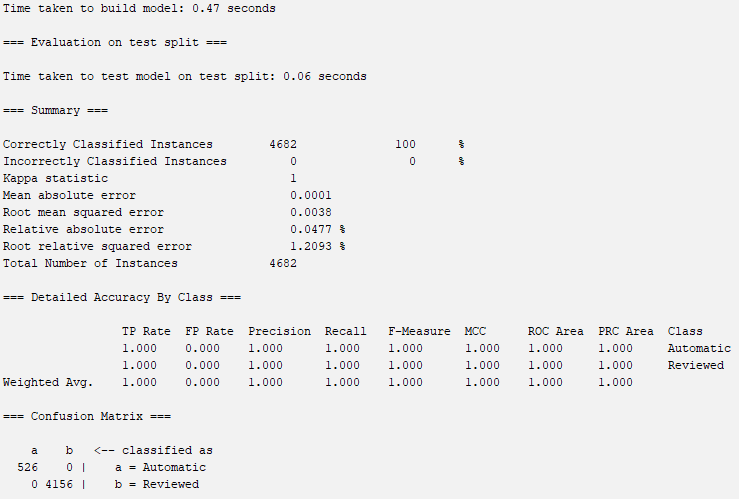 Time taken to build model: 0.47 seconds
=== Evaluation on test split ===
Time taken to test model on test split: 0.06 seconds
=== Summary ===
Correctly Classified Instances        4682              100      %
Incorrectly Classified Instances         0                0      %
Kappa statistic                          1
Mean absolute error                      0.0001
Root mean squared error                  0.0038
Relative absolute error                  0.0477 %
Root relative squared error              1.2093 %
Total Number of Instances             4682
=== Detailed Accuracy By Class ===
                 TP Rate  FP Rate  Precision  Recall   F-Measure  MCC      ROC Area  PRC Area  Class
                 1.000    0.000    1.000      1.000    1.000      1.000    1.000     1.000     Automatic
                 1.000    0.000    1.000      1.000    1.000      1.000    1.000     1.000     Reviewed
Weighted Avg.    1.000    0.000    1.000      1.000    1.000      1.000    1.000     1.000
=== Confusion Matrix ===
    a    b   <-- classified as
  526    0 |    a = Automatic
    0 4156 |    b = Reviewed